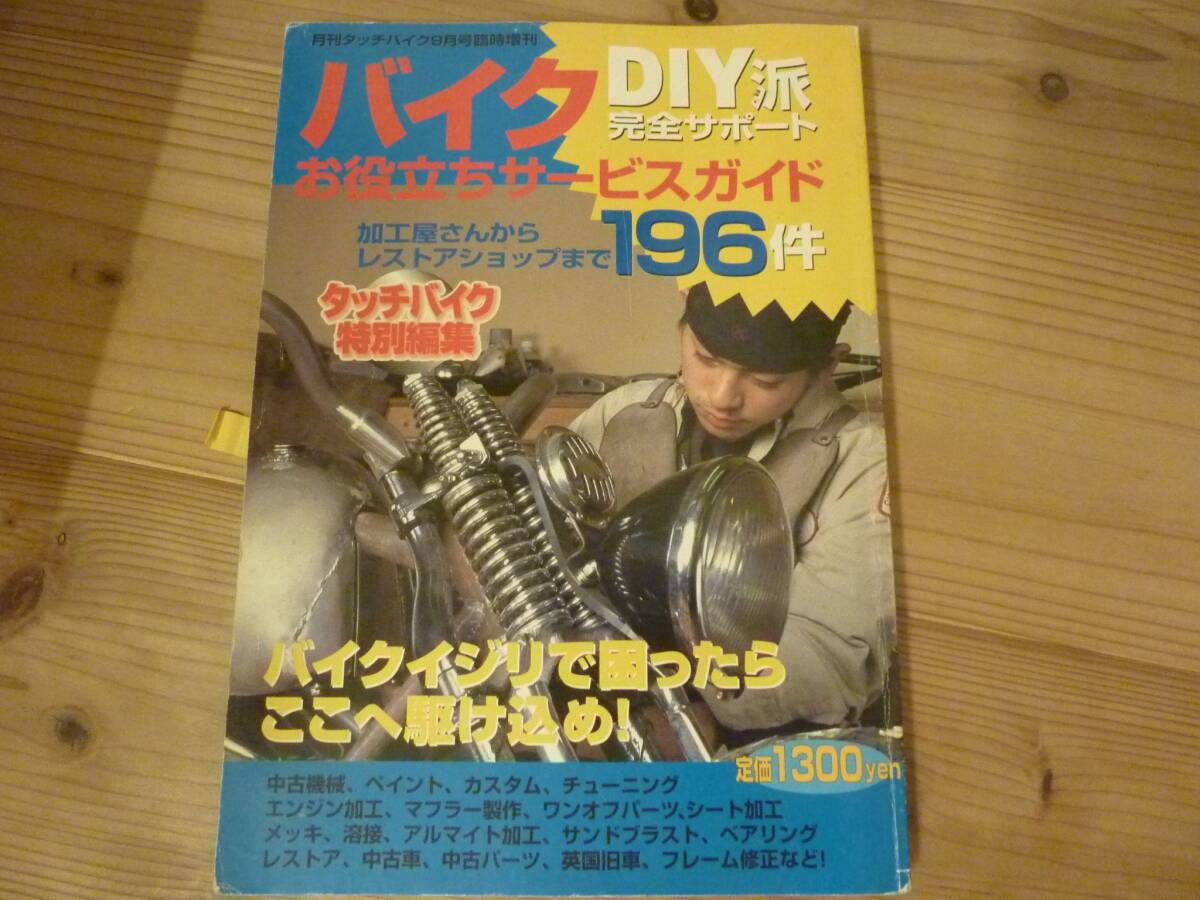 月刊タッチバイク9月号臨時増刊
バイク
DIY派
完全サポート
お役立ちサービスガイド
加工屋さんから
レストアショップまで
196件
タッチバイク
特別編集
バイクイジリで困ったら
ここへ駆け込め!
定価1300yen
中古機械、ペイント、カスタム、チューニング
エンジン加工、マフラー製作、ワンオフパーツ、シート加工
メッキ、溶接、アルマイト加工、サンドブラスト、ベアリング
レストア、中古車、中古パーツ、英国旧車、フレーム修正など!